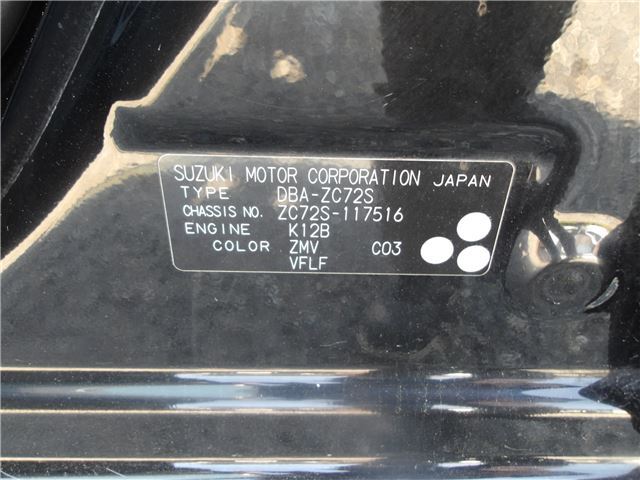 SUZUKI MOTOR CORPORATION JAPAN
TYPE DBA-ZC72S
CHASSIS NO. ZC72S-117516
ENGINE K12B
COLOR ZMV C03
VFLF